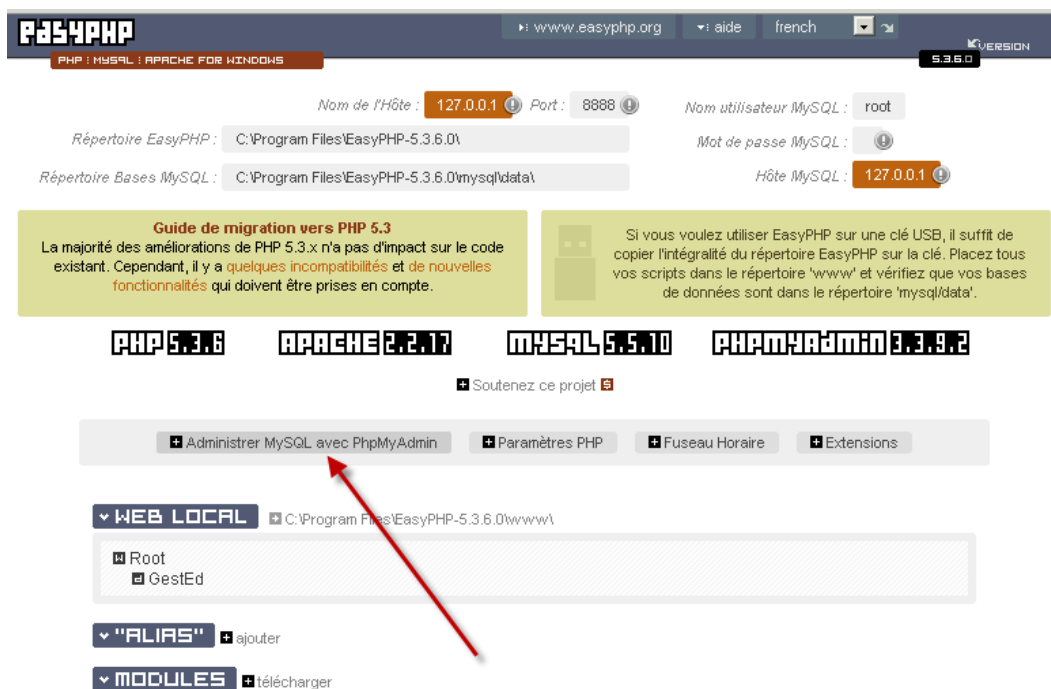 EASYPHP
www.easyphp.org
aide
french
VERSION
PHP : MYSQL : APACHE FOR WINDOWS
5.3.6.0
Nom de l'Hôte : 127.0.0.1 Port : 8888
Nom utilisateur MySQL : root
Répertoire EasyPHP : C:\Program Files\EasyPHP-5.3.6.0\
Mot de passe MySQL :
Répertoire Bases MySQL : C:\Program Files\EasyPHP-5.3.6.0\mysql\data\
Hôte MySQL : 127.0.0.1
Guide de migration vers PHP 5.3
La majorité des améliorations de PHP 5.3.x n'a pas d'impact sur le code
existant. Cependant, il y a quelques incompatibilités et de nouvelles
fonctionnalités qui doivent être prises en compte.
Si vous voulez utiliser EasyPHP sur une clé USB, il suffit de
copier l'intégralité du répertoire EasyPHP sur la clé. Placez tous
vos scripts dans le répertoire 'www' et vérifiez que vos bases
de données sont dans le répertoire 'mysql/data'.
PHP 5.3.6 APACHE 2.2.17 MYSQL 5.5.10 PHPMYADMIN 3.3.9.2
Soutenez ce projet $
Administrer MySQL avec PhpMyAdmin
Paramètres PHP
Fuseau Horaire
Extensions
WEB LOCAL C:\Program Files\EasyPHP-5.3.6.0\www\
Root
GestEd
"ALIAS" ajouter
MODULES télécharger